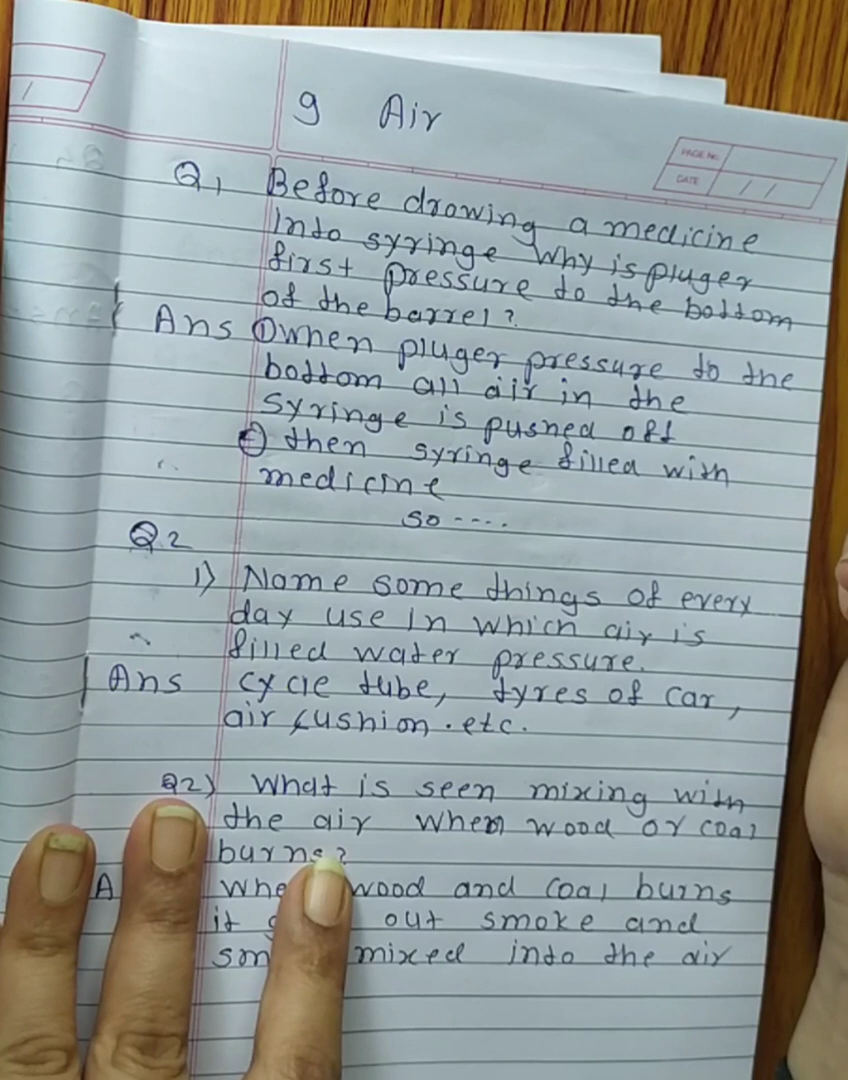 9 Air
PAGE NO.
DATE / /
Q1 Before drowing a medicine
Into syringe Why is pluger
first pressure to the bottom
of the barrel?
Ans ① When pluger pressure to the
bottom all air in the
syringe is pushed off
then syringe filled with
medicine
so ----.
Q.2
1) Name some things of every
day use In which air is
filled water pressure.
Ans cycle tube, tyres of car,
air cushion . etc.
Q2) What is seen mixing with
the air when wood or coal
burns?
A wood and coal burns
it out smoke and
mixed into the air